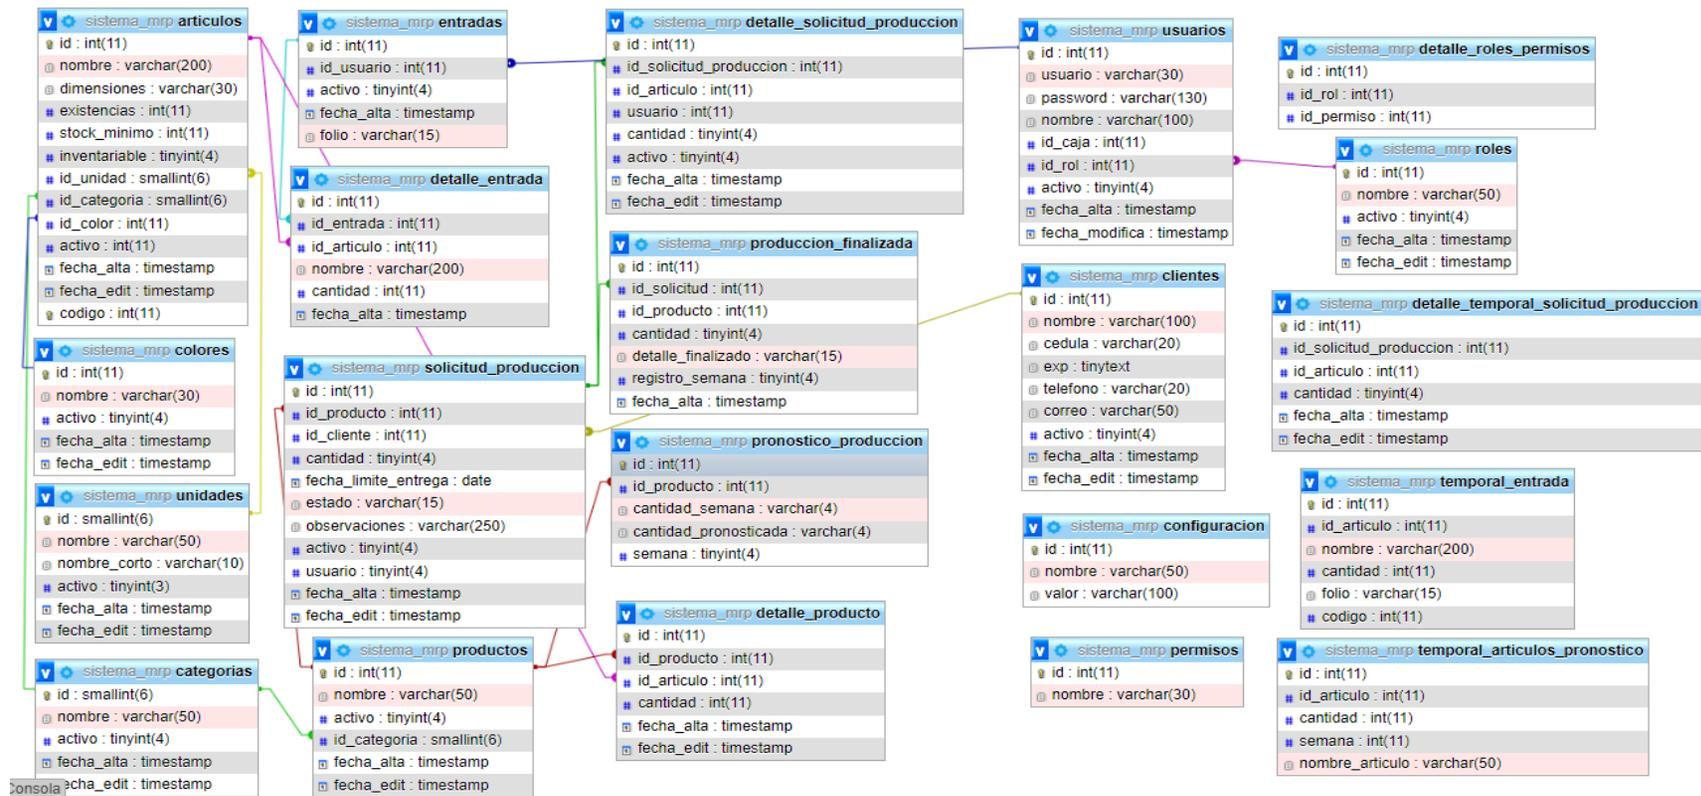 sistema_mrp articulos
id : int(11)
nombre : varchar(200)
dimensiones : varchar(30)
existencias : int(11)
stock_minimo : int(11)
inventariable : tinyint(4)
id_unidad : smallint(6)
id_categoria : smallint(6)
id_color : int(11)
activo : int(11)
fecha_alta : timestamp
fecha_edit : timestamp
codigo : int(11)
sistema_mrp colores
id : int(11)
nombre : varchar(30)
activo : tinyint(4)
fecha_alta : timestamp
fecha_edit : timestamp
sistema_mrp unidades
id : smallint(6)
nombre : varchar(50)
nombre_corto : varchar(10)
activo : tinyint(3)
fecha_alta : timestamp
fecha_edit : timestamp
sistema_mrp categorias
id : smallint(6)
nombre : varchar(50)
activo : tinyint(4)
fecha_alta : timestamp
fecha_edit : timestamp
Consola
sistema_mrp entradas
id : int(11)
id_usuario : int(11)
activo : tinyint(4)
fecha_alta : timestamp
folio : varchar(15)
sistema_mrp detalle_entrada
id : int(11)
id_entrada : int(11)
id_articulo : int(11)
nombre : varchar(200)
cantidad : int(11)
fecha_alta : timestamp
sistema_mrp solicitud_produccion
id : int(11)
id_producto : int(11)
id_cliente : int(11)
cantidad : tinyint(4)
fecha_limite_entrega : date
estado : varchar(15)
observaciones : varchar(250)
activo : tinyint(4)
usuario : tinyint(4)
fecha_alta : timestamp
fecha_edit : timestamp
sistema_mrp productos
id : int(11)
nombre : varchar(50)
activo : tinyint(4)
id_categoria : smallint(6)
fecha_alta : timestamp
fecha_edit : timestamp
sistema_mrp detalle_solicitud_produccion
id : int(11)
id_solicitud_produccion : int(11)
id_articulo : int(11)
usuario : int(11)
cantidad : tinyint(4)
activo : tinyint(4)
fecha_alta : timestamp
fecha_edit : timestamp
sistema_mrp produccion_finalizada
id : int(11)
id_solicitud : int(11)
id_producto : int(11)
cantidad : tinyint(4)
detalle_finalizado : varchar(15)
registro_semana : tinyint(4)
fecha_alta : timestamp
sistema_mrp pronostico_produccion
id : int(11)
id_producto : int(11)
cantidad_semana : varchar(4)
cantidad_pronosticada : varchar(4)
semana : tinyint(4)
sistema_mrp detalle_producto
id : int(11)
id_producto : int(11)
id_articulo : int(11)
cantidad : int(11)
fecha_alta : timestamp
fecha_edit : timestamp
sistema_mrp usuarios
id : int(11)
usuario : varchar(30)
password : varchar(130)
nombre : varchar(100)
id_caja : int(11)
id_rol : int(11)
activo : tinyint(4)
fecha_alta : timestamp
fecha_modifica : timestamp
sistema_mrp clientes
id : int(11)
nombre : varchar(100)
cedula : varchar(20)
exp : tinytext
telefono : varchar(20)
correo : varchar(50)
activo : tinyint(4)
fecha_alta : timestamp
fecha_edit : timestamp
sistema_mrp configuracion
id : int(11)
nombre : varchar(50)
valor : varchar(100)
sistema_mrp permisos
id : int(11)
nombre : varchar(30)
sistema_mrp detalle_roles_permisos
id : int(11)
id_rol : int(11)
id_permiso : int(11)
sistema_mrp roles
id : int(11)
nombre : varchar(50)
activo : tinyint(4)
fecha_alta : timestamp
fecha_edit : timestamp
sistema_mrp detalle_temporal_solicitud_produccion
id : int(11)
id_solicitud_produccion : int(11)
id_articulo : int(11)
cantidad : tinyint(4)
fecha_alta : timestamp
fecha_edit : timestamp
sistema_mrp temporal_entrada
id : int(11)
id_articulo : int(11)
nombre : varchar(200)
cantidad : int(11)
folio : varchar(15)
codigo : int(11)
sistema_mrp temporal_articulos_pronostico
id : int(11)
id_articulo : int(11)
cantidad : int(11)
semana : int(11)
nombre_articulo : varchar(50)